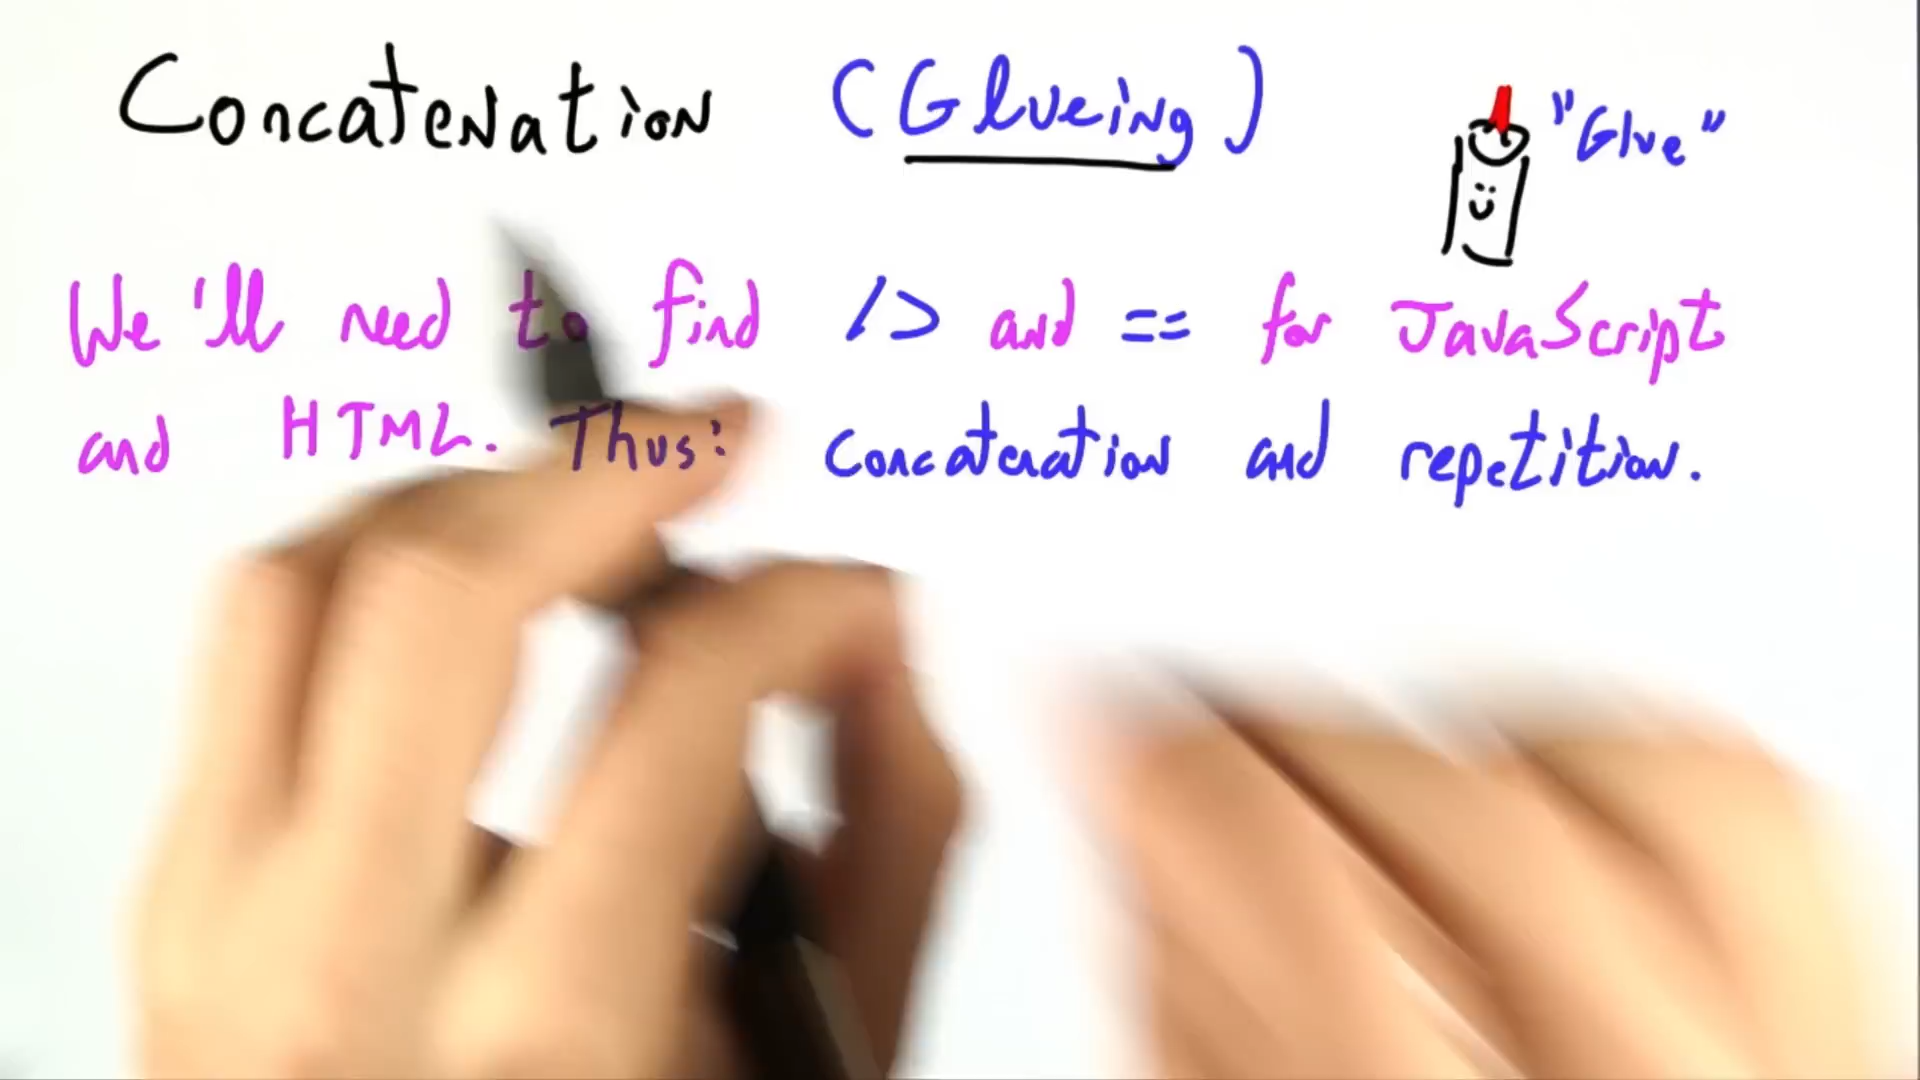 Concatenation (Glueing)
"Glue"
We'll need to find /> and == for JavaScript
and HTML. Thus: concatenation and repetition.